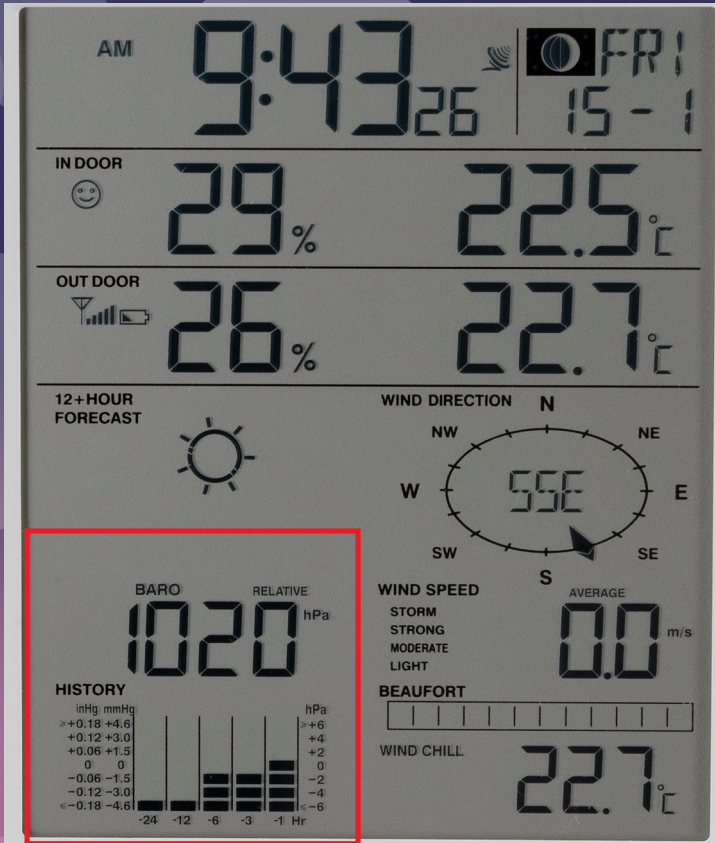 AM 9:43 26 FRI
15-1
IN DOOR
29% 22.5°C
OUT DOOR
26% 22.7°C
12+HOUR
FORECAST
WIND DIRECTION
N
NW NE
W SSE E
SW SE
S
BARO RELATIVE
1020 hPa
HISTORY
inHg mmHg hPa
≥+0.18 +4.6 ≥+6
+0.12 +3.0 +4
+0.06 +1.5 +2
0 0 0
-0.06 -1.5 -2
-0.12 -3.0 -4
≤-0.18 -4.6 ≤-6
-24 -12 -6 -3 -1 Hr
WIND SPEED AVERAGE
STORM
STRONG
MODERATE
LIGHT
0.0 m/s
BEAUFORT
WIND CHILL 22.7°C